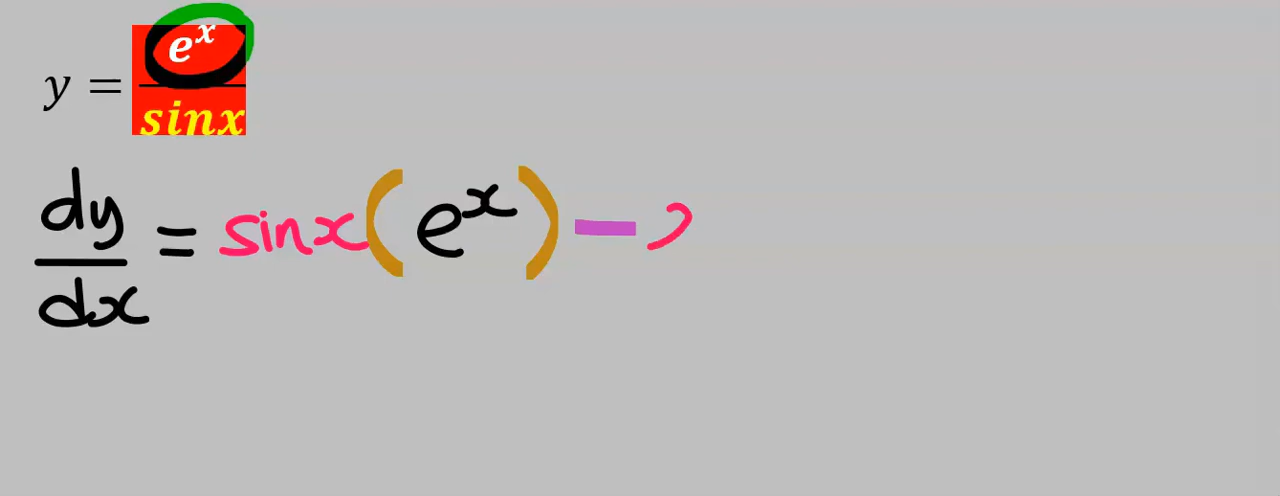 y = e^x / sinx
dy/dx = sinx(e^x) −